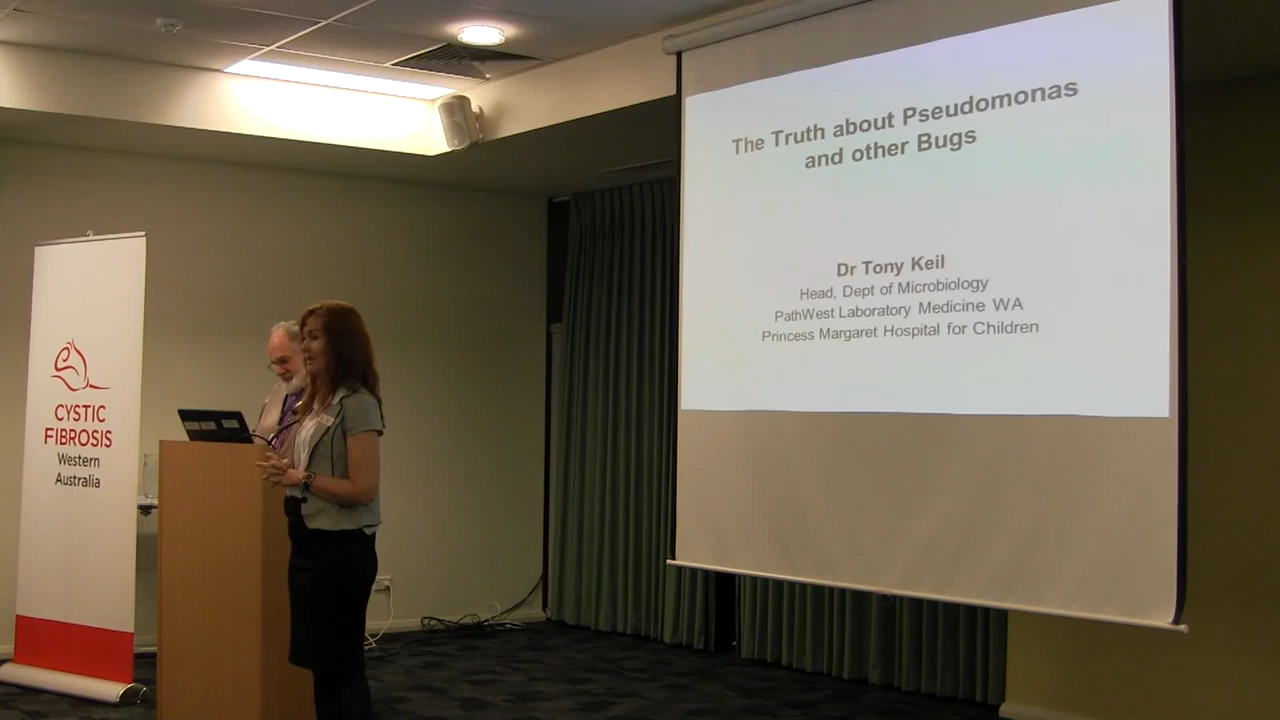 The Truth about Pseudomonas
and other Bugs
Dr Tony Keil
Head, Dept of Microbiology
PathWest Laboratory Medicine WA
Princess Margaret Hospital for Children
CYSTIC
FIBROSIS
Western
Australia